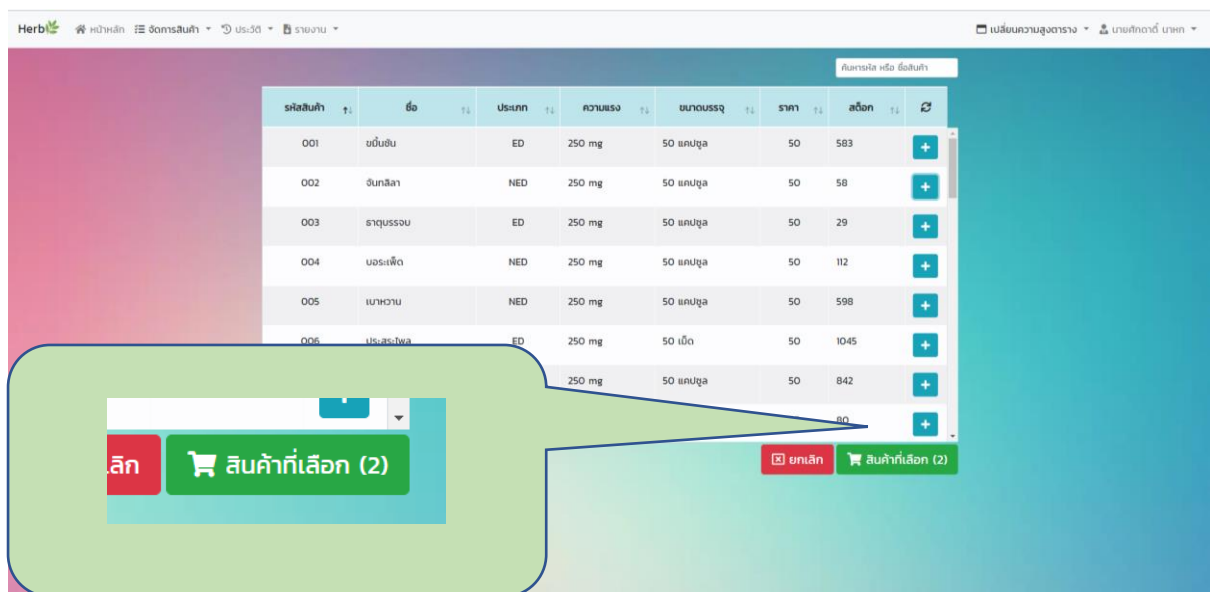 Herb หน้าหลัก จัดการสินค้า ประวัติ รายงาน เปลี่ยนความสูงตาราง นายศักดาดิ์ นาหก
ค้นหารหัส หรือ ชื่อสินค้า
รหัสสินค้า ชื่อ ประเภท ความแรง ขนาดบรรจุ ราคา สต็อก
001 ขมิ้นชัน ED 250 mg 50 แคปซูล 50 583
002 จันทลีลา NED 250 mg 50 แคปซูล 50 58
003 ธาตุบรรจบ ED 250 mg 50 แคปซูล 50 29
004 บอระเพ็ด NED 250 mg 50 แคปซูล 50 112
005 เบาหวาน NED 250 mg 50 แคปซูล 50 598
006 ประสะไพล ED 250 mg 50 เม็ด 50 1045
250 mg 50 แคปซูล 50 842
80
ยกเลิก สินค้าที่เลือก (2)
เลิก สินค้าที่เลือก (2)